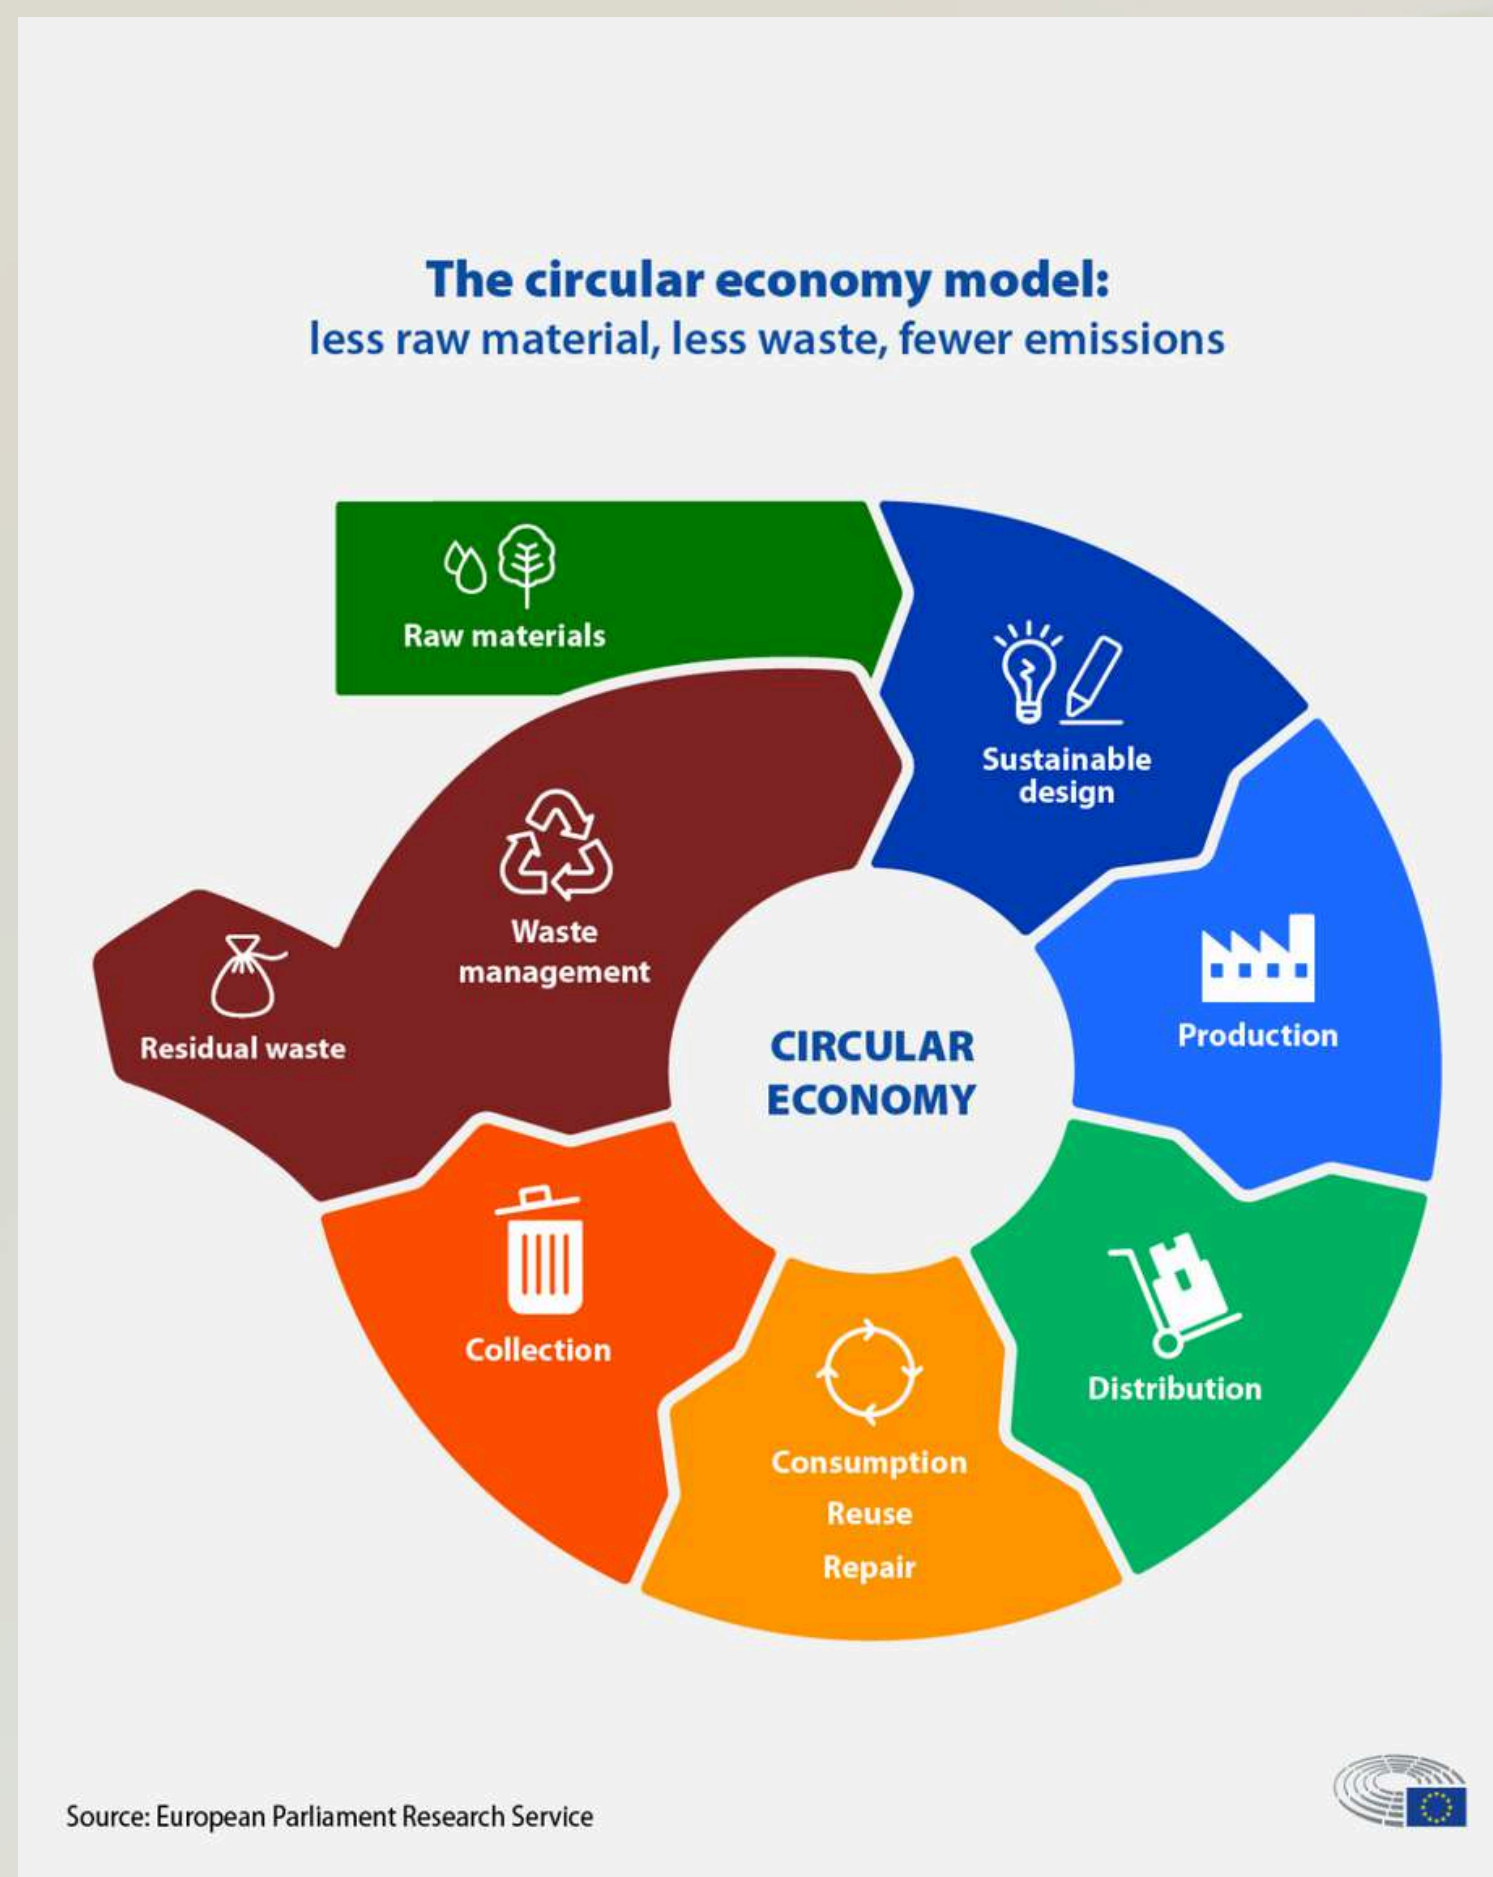 The circular economy model:
less raw material, less waste, fewer emissions
Raw materials
Sustainable
design
Production
Distribution
Consumption
Reuse
Repair
Collection
Waste
management
Residual waste
CIRCULAR
ECONOMY
Source: European Parliament Research Service